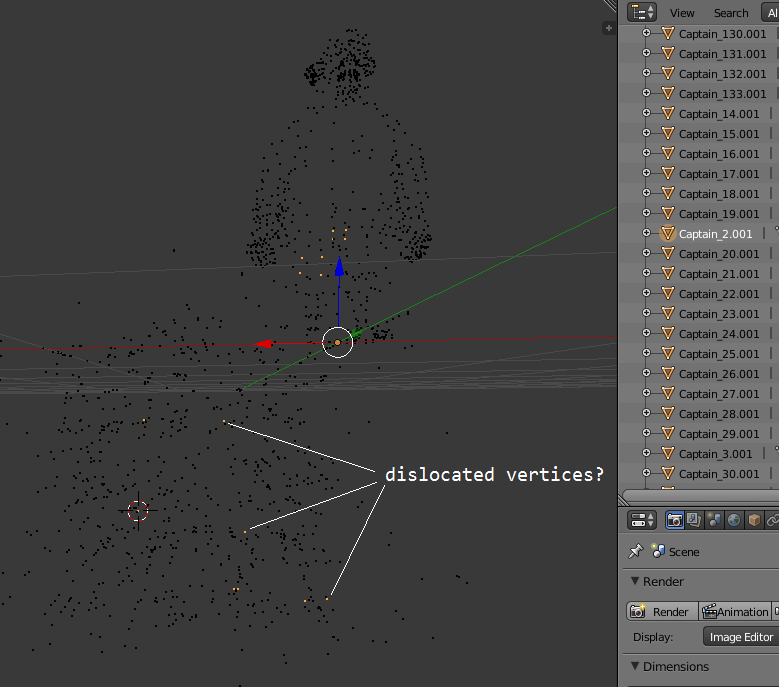 View Search Al
Captain_130.001
Captain_131.001
Captain_132.001
Captain_133.001
Captain_14.001
Captain_15.001
Captain_16.001
Captain_17.001
Captain_18.001
Captain_19.001
Captain_2.001
Captain_20.001
Captain_21.001
Captain_22.001
Captain_23.001
Captain_24.001
Captain_25.001
Captain_26.001
Captain_27.001
Captain_28.001
Captain_29.001
Captain_3.001
Captain_30.001
dislocated vertices?
Scene
Render
Render Animation
Display: Image Editor
Dimensions